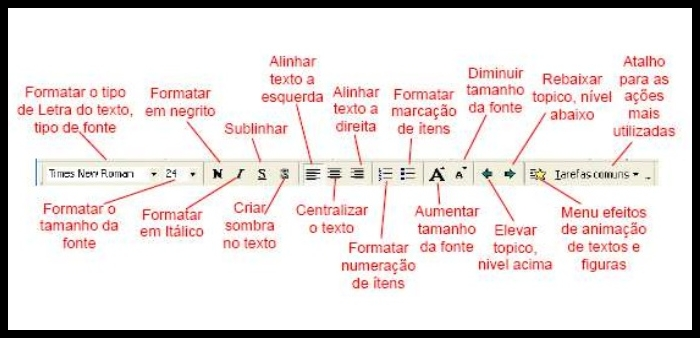 Formatar o tipo
de Letra do texto,
tipo de fonte
Formatar
em negrito
Sublinhar
Alinhar
texto a
esquerda
Alinhar
texto a
direita
Formatar
marcação
de ítens
Diminuir
tamanho
da fonte
Rebaixar
topico, nível
abaixo
Atalho
para as
ações
mais
utilizadas
Times New Roman 24 N I S S A A Tarefas comuns
Formatar o
tamanho da
fonte
Formatar
em Itálico
Criar
sombra
no texto
Centralizar
o texto
Formatar
numeração
de ítens
Aumentar
tamanho
da fonte
Elevar
topico,
nivel acima
Menu efeitos
de animação
de textos e
figuras